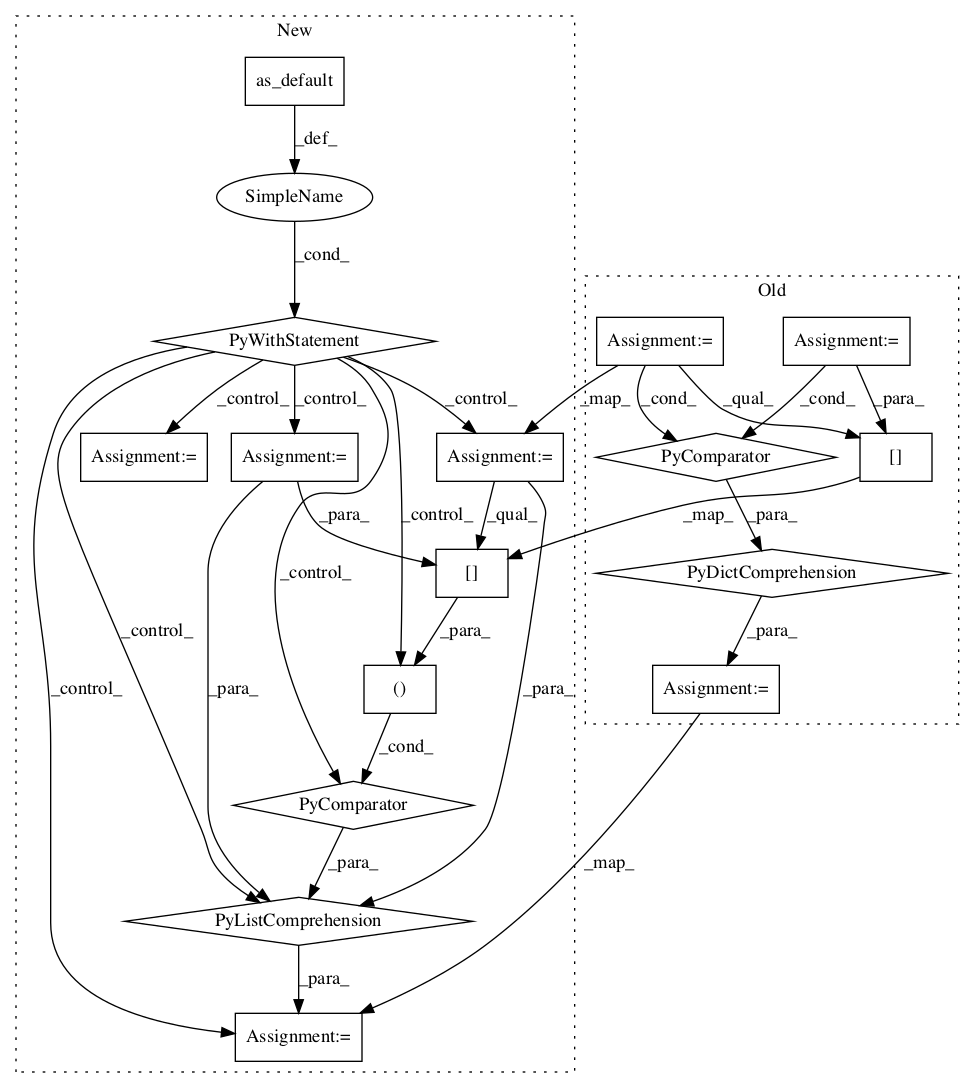 New
as_default
_def_
SimpleName
_cond_
Old
PyWithStatement
Assignment:=
Assignment:=
_control_
_control_
_control_
_map_
_cond_
_qual_
_cond_
_para_
Assignment:=
Assignment:=
Assignment:=
PyComparator
[]
_para_
_control_
_qual_
_map_
_para_
_control_
[]
PyDictComprehension
_control_
_para_
_para_
_control_
_para_
()
_para_
Assignment:=
_cond_
PyComparator
_para_
_map_
PyListComprehension
_para_
Assignment:=